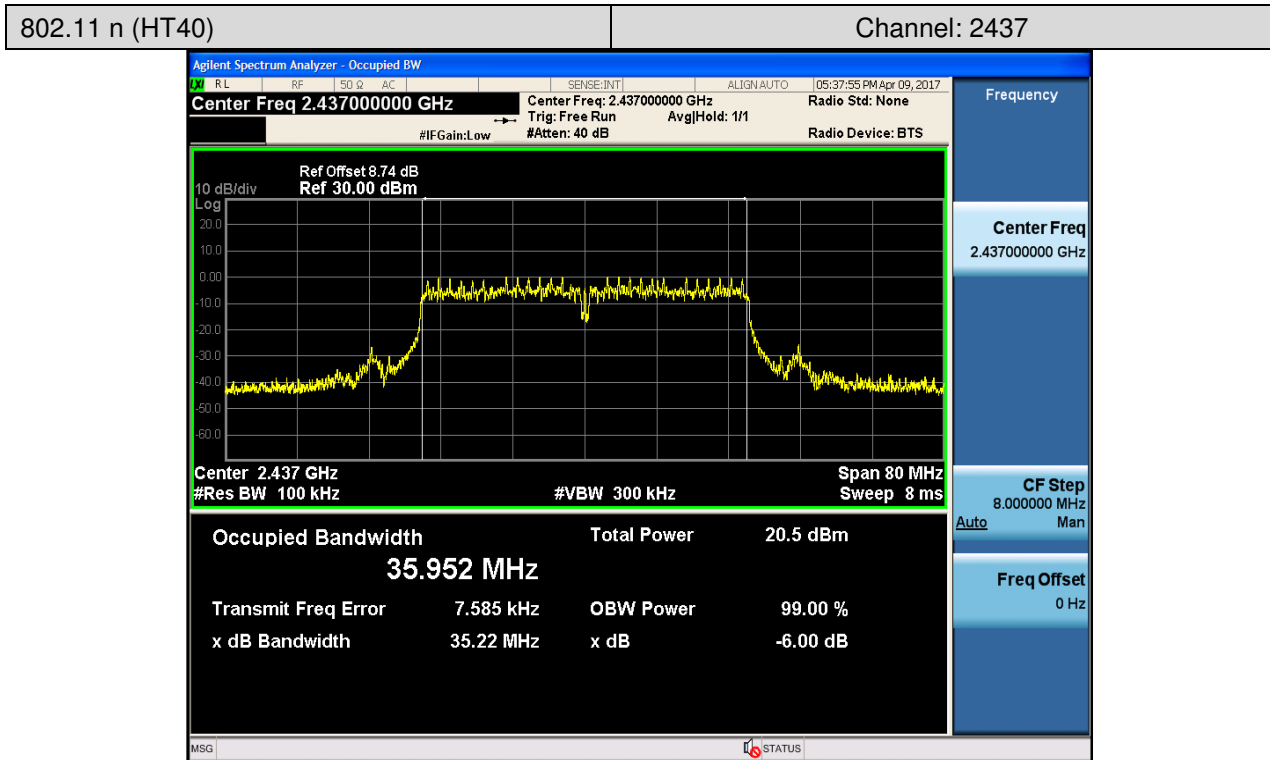 802.11 n (HT40) Channel: 2437
Agilent Spectrum Analyzer - Occupied BW
LXI RL RF 50 Ω AC SENSE:INT ALIGNAUTO 05:37:55 PM Apr 09, 2017
Center Freq 2.437000000 GHz Center Freq: 2.437000000 GHz Radio Std: None Frequency
Trig: Free Run Avg|Hold: 1/1
#IFGain:Low #Atten: 40 dB Radio Device: BTS
Ref Offset 8.74 dB
10 dB/div Ref 30.00 dBm
Log
20.0
10.0
0.00
-10.0
-20.0
-30.0
-40.0
-50.0
-60.0
Center 2.437 GHz Span 80 MHz
#Res BW 100 kHz #VBW 300 kHz Sweep 8 ms
Center Freq
2.437000000 GHz
CF Step
8.000000 MHz
Auto Man
Freq Offset
0 Hz
Occupied Bandwidth Total Power 20.5 dBm
35.952 MHz
Transmit Freq Error 7.585 kHz OBW Power 99.00 %
x dB Bandwidth 35.22 MHz x dB -6.00 dB
MSG STATUS